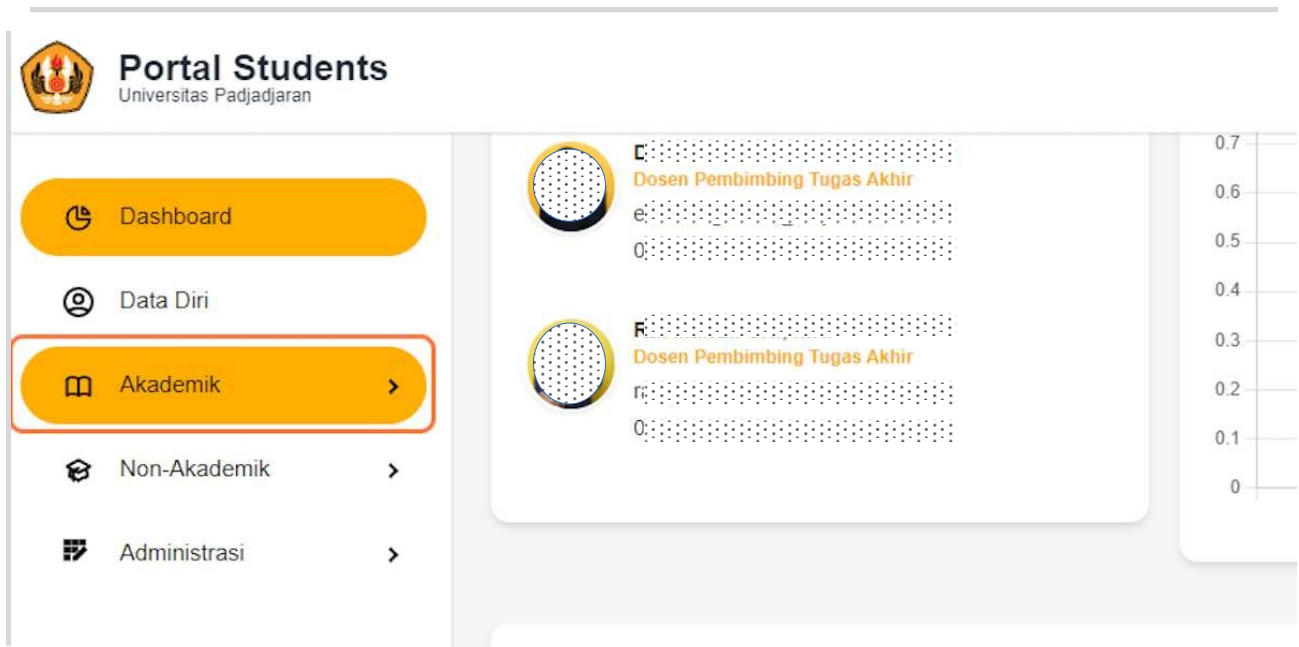 Portal Students
Universitas Padjadjaran
Dashboard
Data Diri
Akademik
Non-Akademik
Administrasi
Dosen Pembimbing Tugas Akhir
Dosen Pembimbing Tugas Akhir
0.7
0.6
0.5
0.4
0.3
0.2
0.1
0